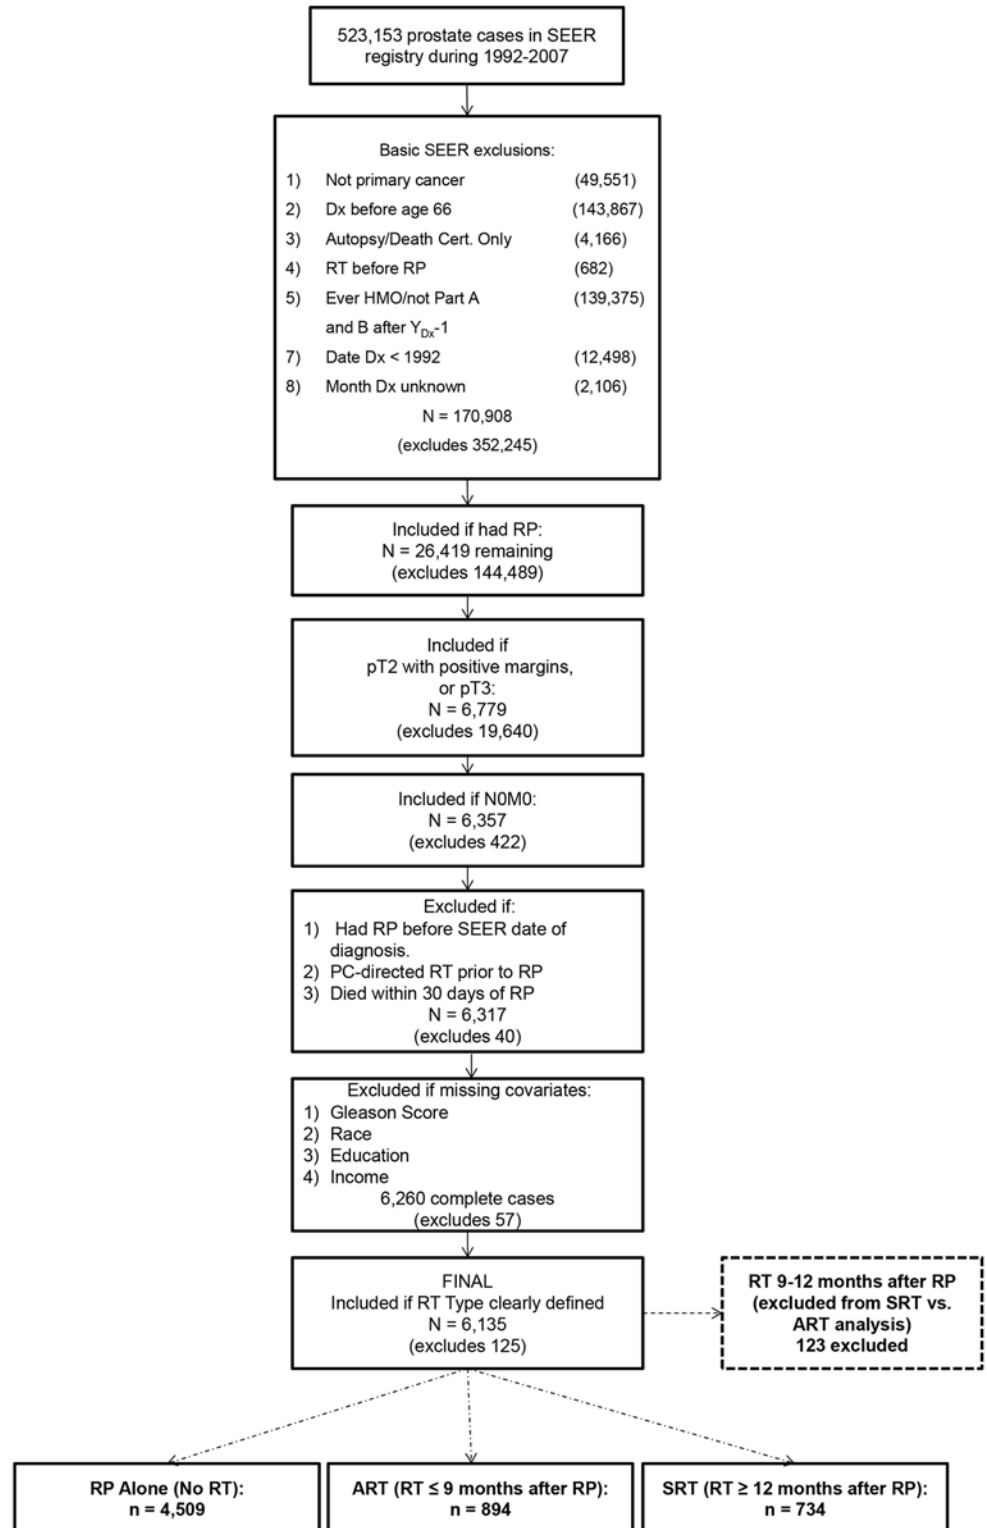 523,153 prostate cases in SEER
registry during 1992-2007
Basic SEER exclusions:
1) Not primary cancer (49,551)
2) Dx before age 66 (143,867)
3) Autopsy/Death Cert. Only (4,166)
4) RT before RP (682)
5) Ever HMO/not Part A (139,375)
and B after YDx-1
7) Date Dx < 1992 (12,498)
8) Month Dx unknown (2,106)
N = 170,908
(excludes 352,245)
Included if had RP:
N = 26,419 remaining
(excludes 144,489)
Included if
pT2 with positive margins,
or pT3:
N = 6,779
(excludes 19,640)
Included if N0M0:
N = 6,357
(excludes 422)
Excluded if:
1) Had RP before SEER date of
diagnosis.
2) PC-directed RT prior to RP
3) Died within 30 days of RP
N = 6,317
(excludes 40)
Excluded if missing covariates:
1) Gleason Score
2) Race
3) Education
4) Income
6,260 complete cases
(excludes 57)
FINAL
Included if RT Type clearly defined
N = 6,135
(excludes 125)
RT 9-12 months after RP
(excluded from SRT vs.
ART analysis)
123 excluded
RP Alone (No RT):
n = 4,509
ART (RT ≤ 9 months after RP):
n = 894
SRT (RT ≥ 12 months after RP):
n = 734